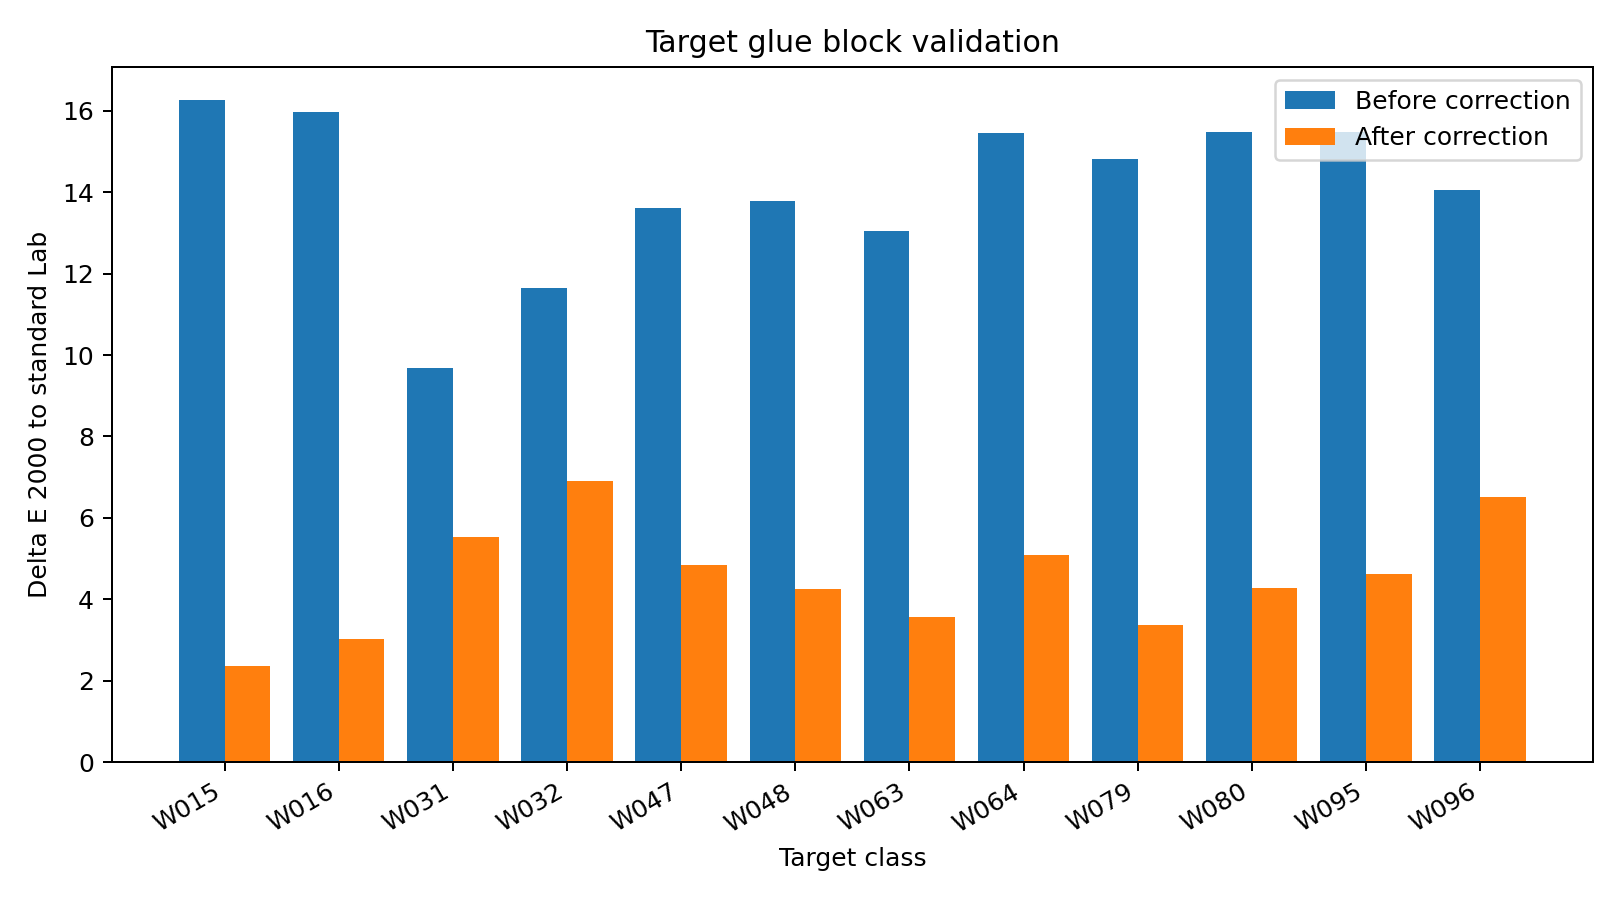 Target glue block validation
Before correction
After correction
Delta E 2000 to standard Lab
16
14
12
10
8
6
4
2
0
W015
W016
W031
W032
W047
W048
W063
W064
W079
W080
W095
W096
Target class